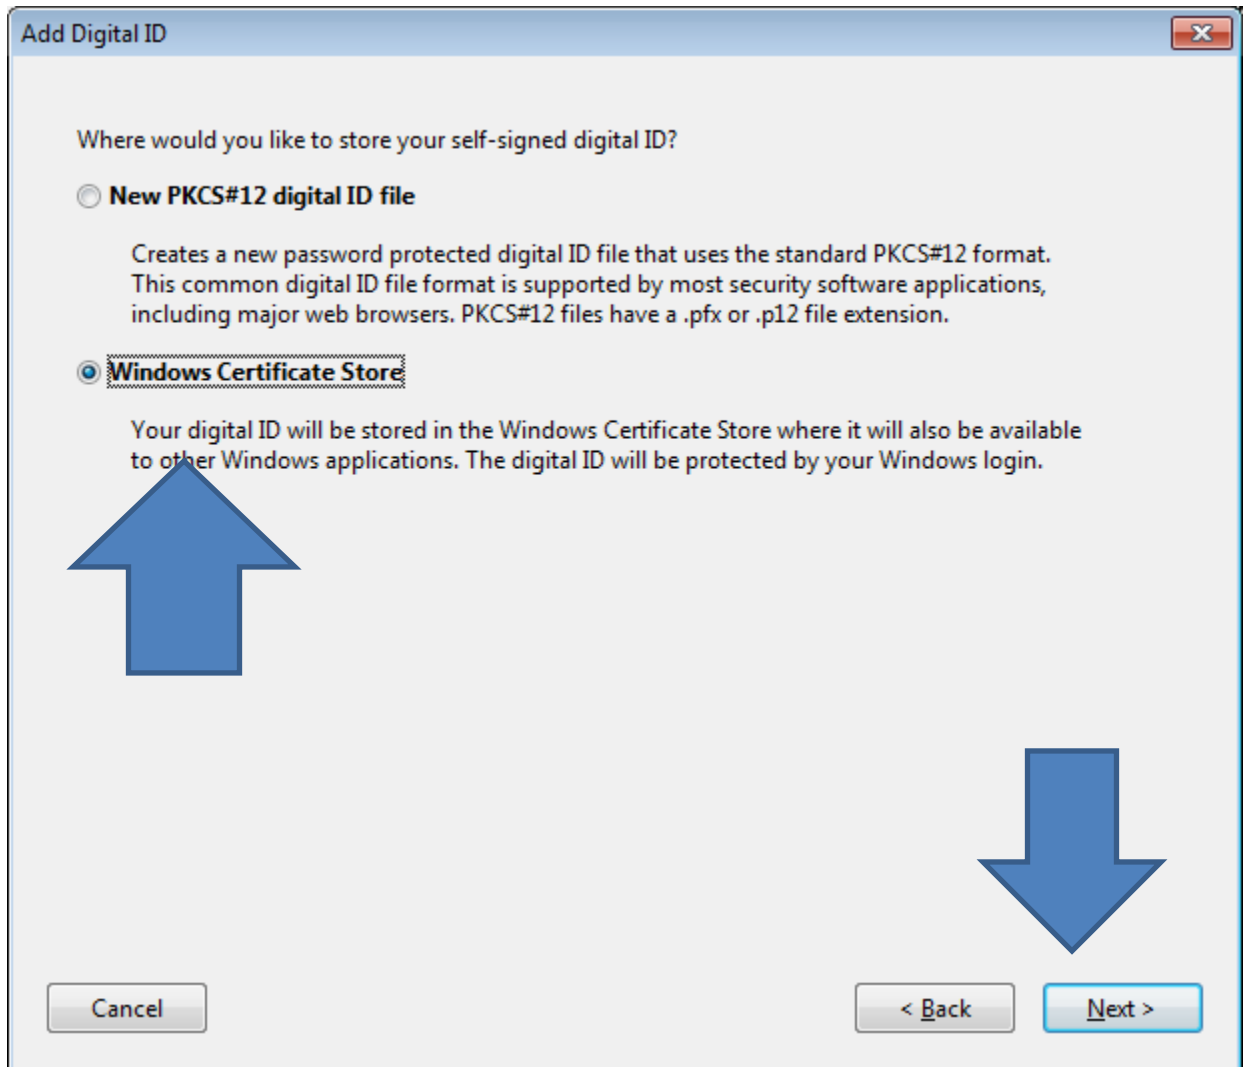 Add Digital ID
Where would you like to store your self-signed digital ID?
New PKCS#12 digital ID file
Creates a new password protected digital ID file that uses the standard PKCS#12 format.
This common digital ID file format is supported by most security software applications,
including major web browsers. PKCS#12 files have a .pfx or .p12 file extension.
Windows Certificate Store
Your digital ID will be stored in the Windows Certificate Store where it will also be available
to other Windows applications. The digital ID will be protected by your Windows login.
Cancel
< Back
Next >